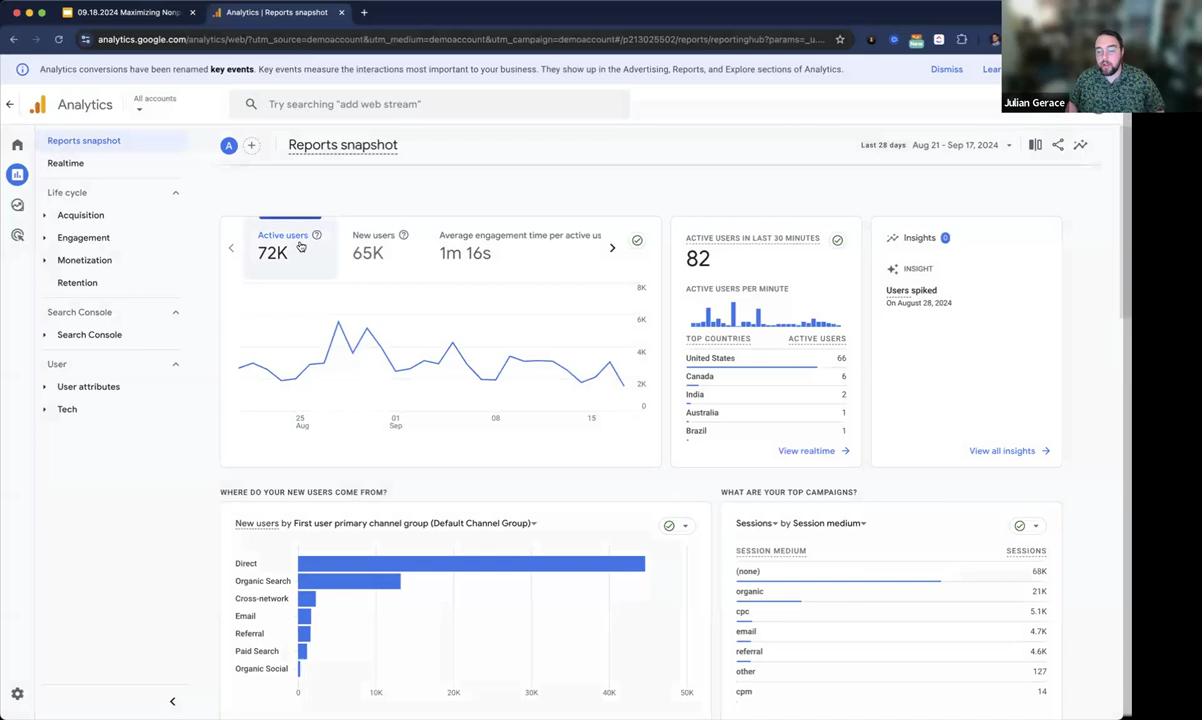 09.18.2024 Maximizing Nonp
Analytics | Reports snapshot
analytics.google.com/analytics/web/?utm_source=demoaccount&utm_medium=demoaccount&utm_campaign=demoaccount#/p213025502/reports/reportinghub?params=_u....
Analytics conversions have been renamed key events. Key events measure the interactions most important to your business. They show up in the Advertising, Reports, and Explore sections of Analytics.
Dismiss
Lear
Julian Gerace
Analytics
All accounts
Try searching "add web stream"
Reports snapshot
Realtime
Life cycle
Acquisition
Engagement
Monetization
Retention
Search Console
Search Console
User
User attributes
Tech
A
Reports snapshot
Last 28 days Aug 21 - Sep 17, 2024
Active users
72K
New users
65K
Average engagement time per active us
1m 16s
8K
6K
4K
2K
0
25
Aug
01
Sep
08
15
ACTIVE USERS IN LAST 30 MINUTES
82
ACTIVE USERS PER MINUTE
TOP COUNTRIES ACTIVE USERS
United States 66
Canada 6
India 2
Australia 1
Brazil 1
View realtime
Insights 0
INSIGHT
Users spiked
On August 28, 2024
View all insights
WHERE DO YOUR NEW USERS COME FROM?
New users by First user primary channel group (Default Channel Group)
Direct
Organic Search
Cross-network
Email
Referral
Paid Search
Organic Social
0 10K 20K 30K 40K 50K
WHAT ARE YOUR TOP CAMPAIGNS?
Sessions by Session medium
SESSION MEDIUM SESSIONS
(none) 68K
organic 21K
cpc 5.1K
email 4.7K
referral 4.6K
other 127
cpm 14